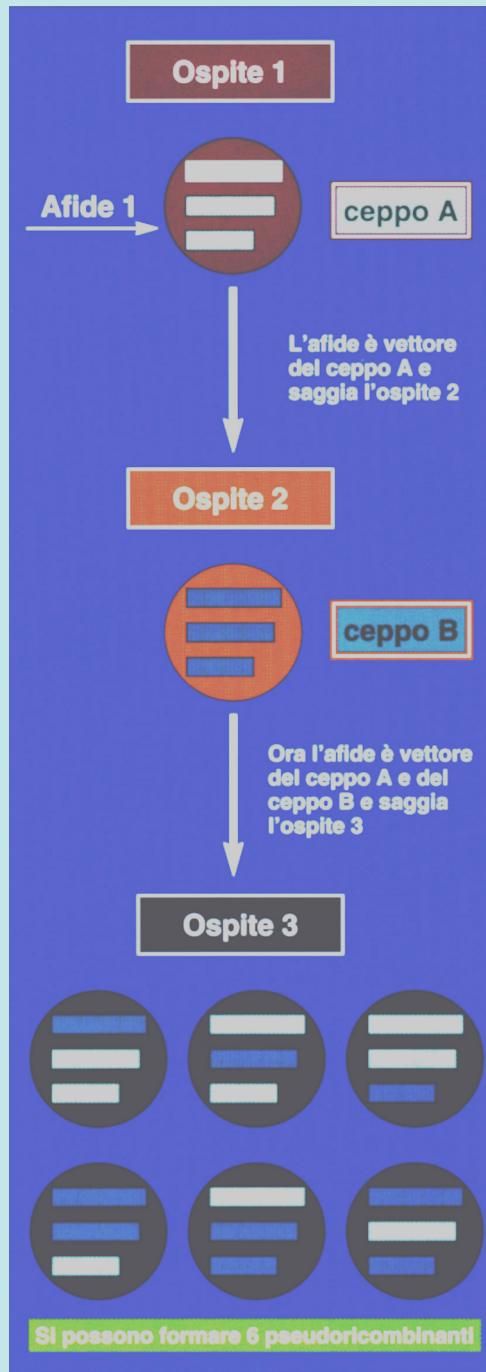 Ospite 1
Afide 1
ceppo A
L'afide è vettore
del ceppo A e
saggia l'ospite 2
Ospite 2
ceppo B
Ora l'afide è vettore
del ceppo A e del
ceppo B e saggia
l'ospite 3
Ospite 3
Si possono formare 6 pseudoricombinanti